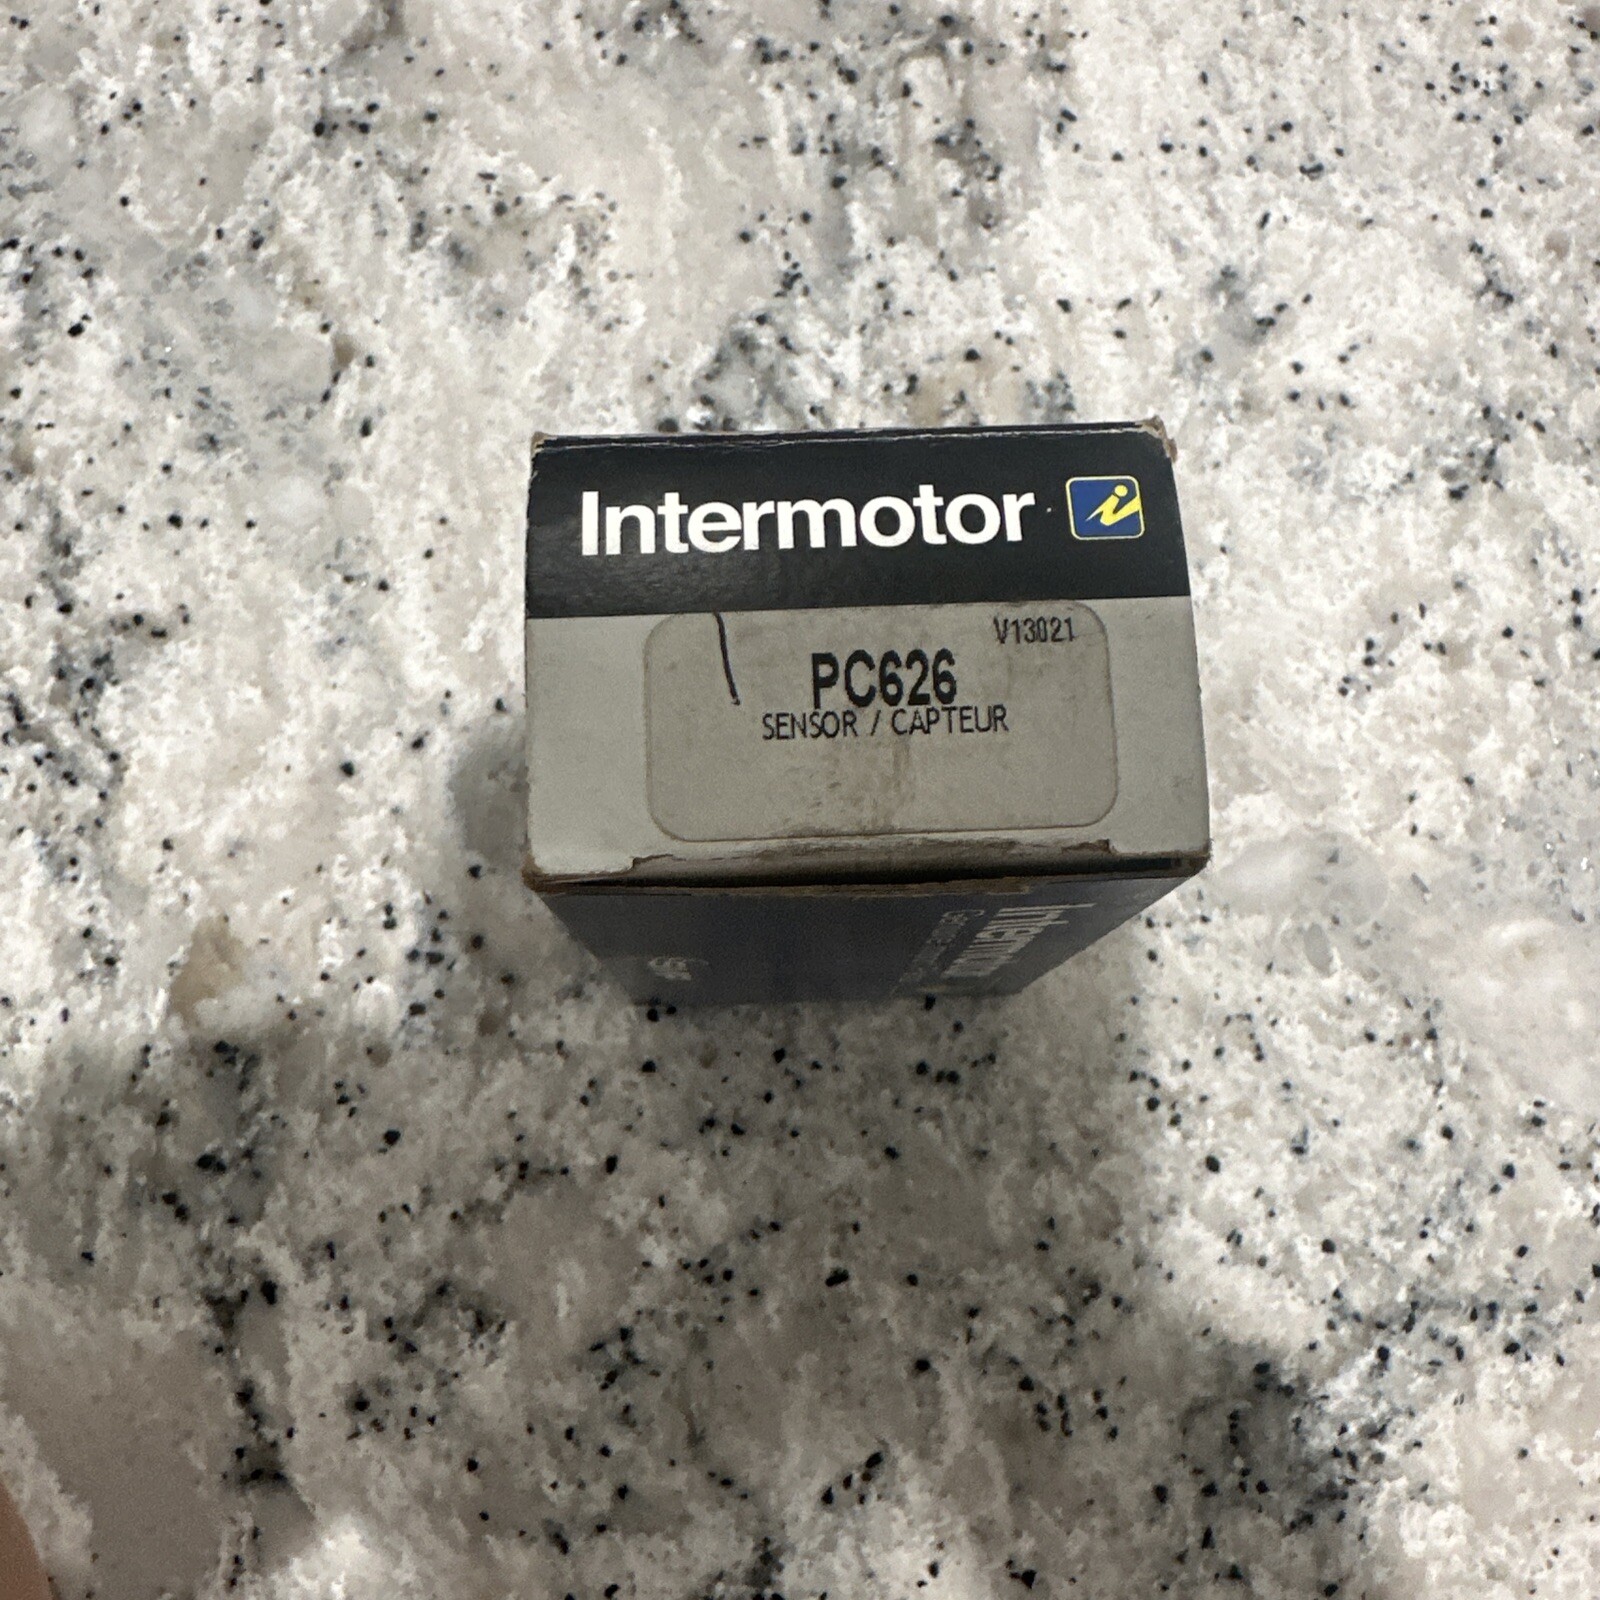 Intermotor
V13021
PC626
SENSOR / CAPTEUR